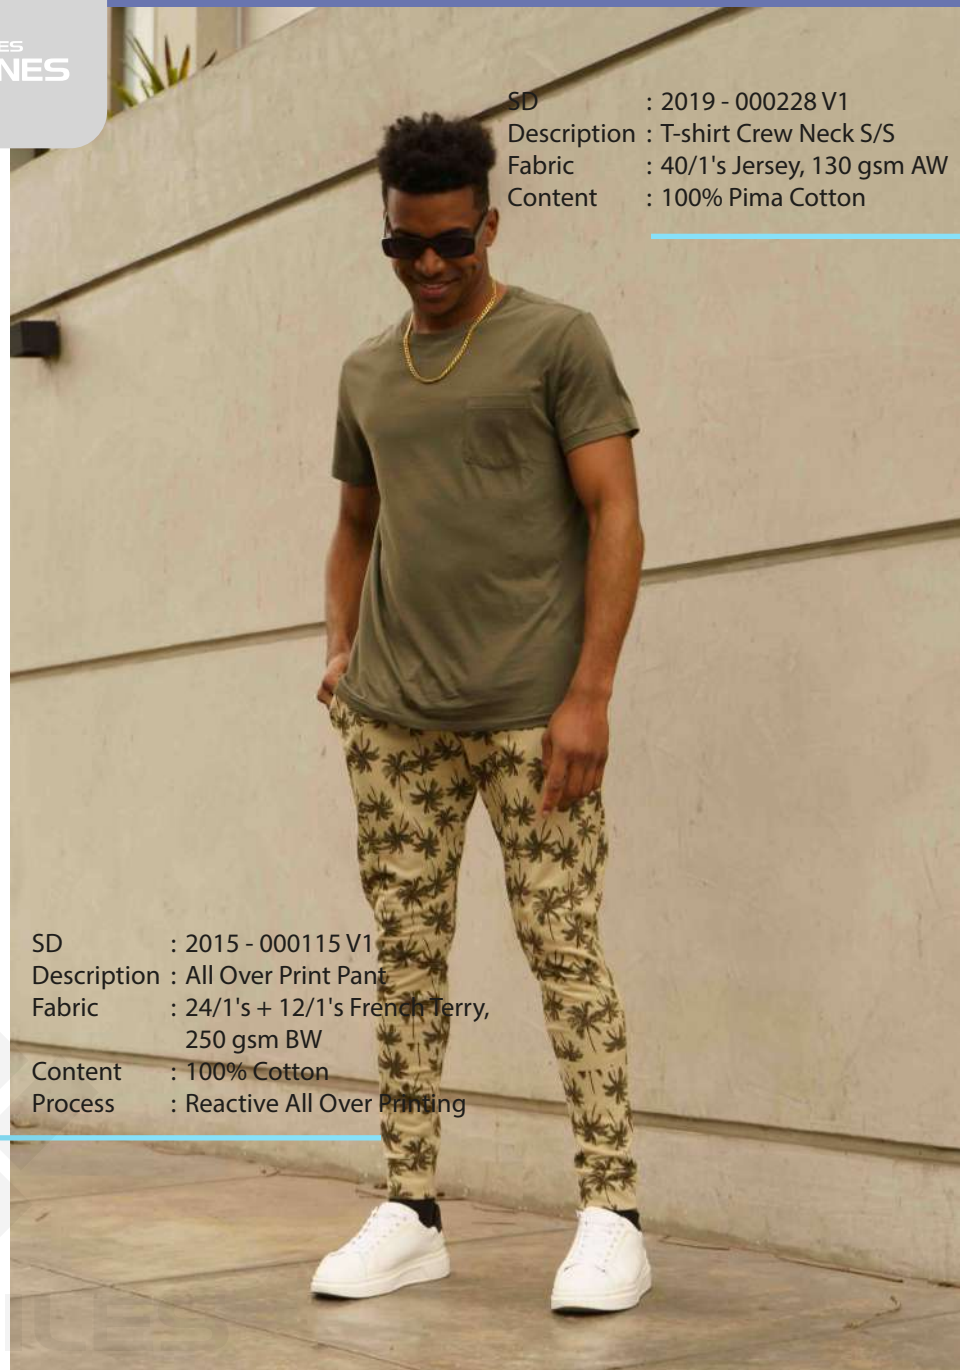 ES
NES
SD : 2019 - 000228 V1
Description : T-shirt Crew Neck S/S
Fabric : 40/1's Jersey, 130 gsm AW
Content : 100% Pima Cotton
SD : 2015 - 000115 V1
Description : All Over Print Pant
Fabric : 24/1's + 12/1's French Terry,
250 gsm BW
Content : 100% Cotton
Process : Reactive All Over Printing
ILES